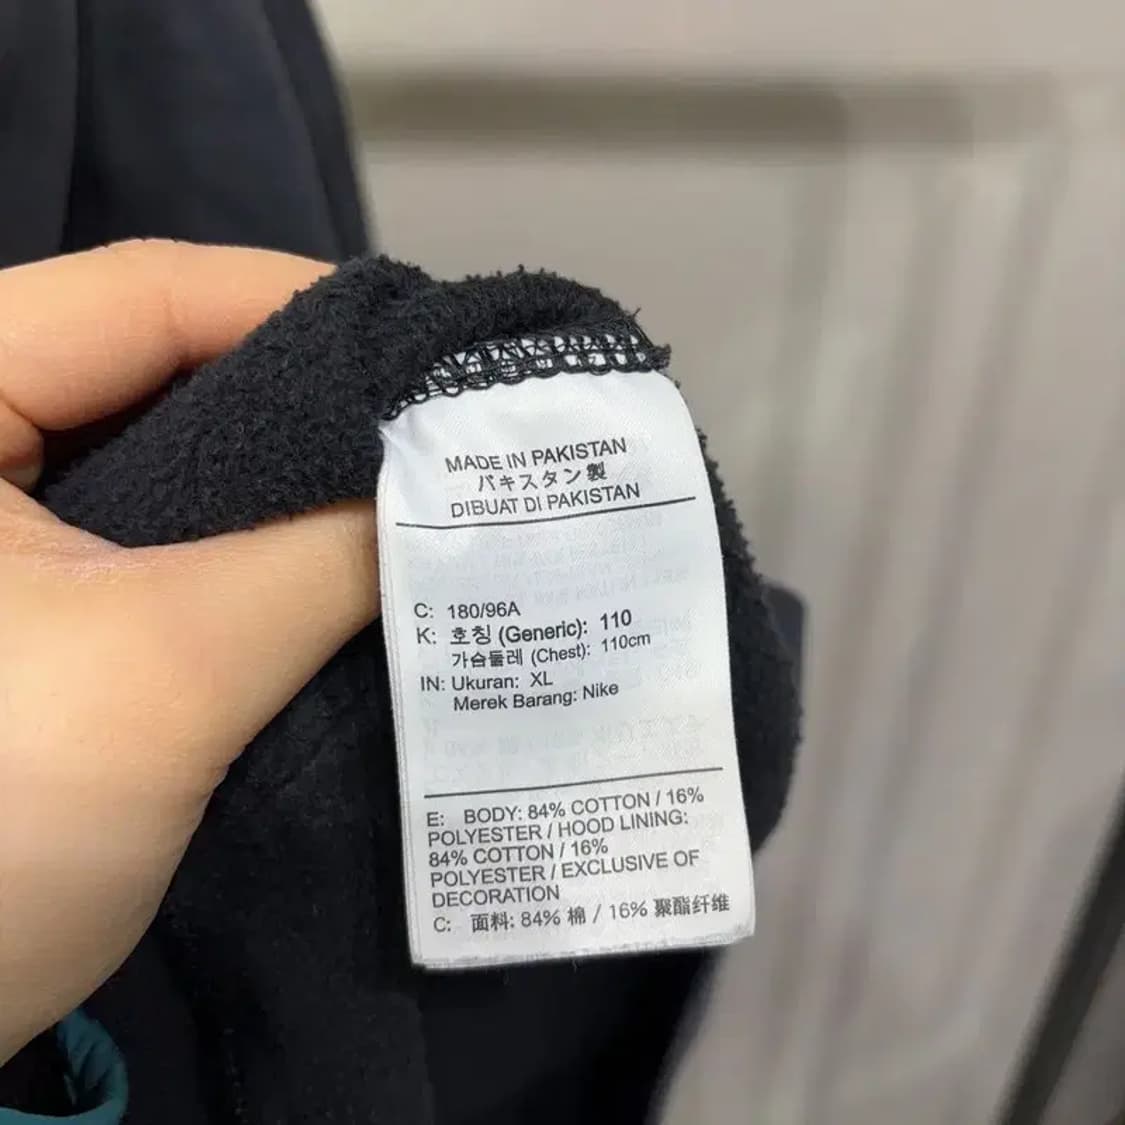 MADE IN PAKISTAN
パキスタン製
DIBUAT DI PAKISTAN
C: 180/96A
K: 호칭 (Generic): 110
가슴둘레 (Chest): 110cm
IN: Ukuran: XL
Merek Barang: Nike
E: BODY: 84% COTTON / 16%
POLYESTER / HOOD LINING:
84% COTTON / 16%
POLYESTER / EXCLUSIVE OF
DECORATION
C: 面料: 84% 棉 / 16% 聚酯纤维